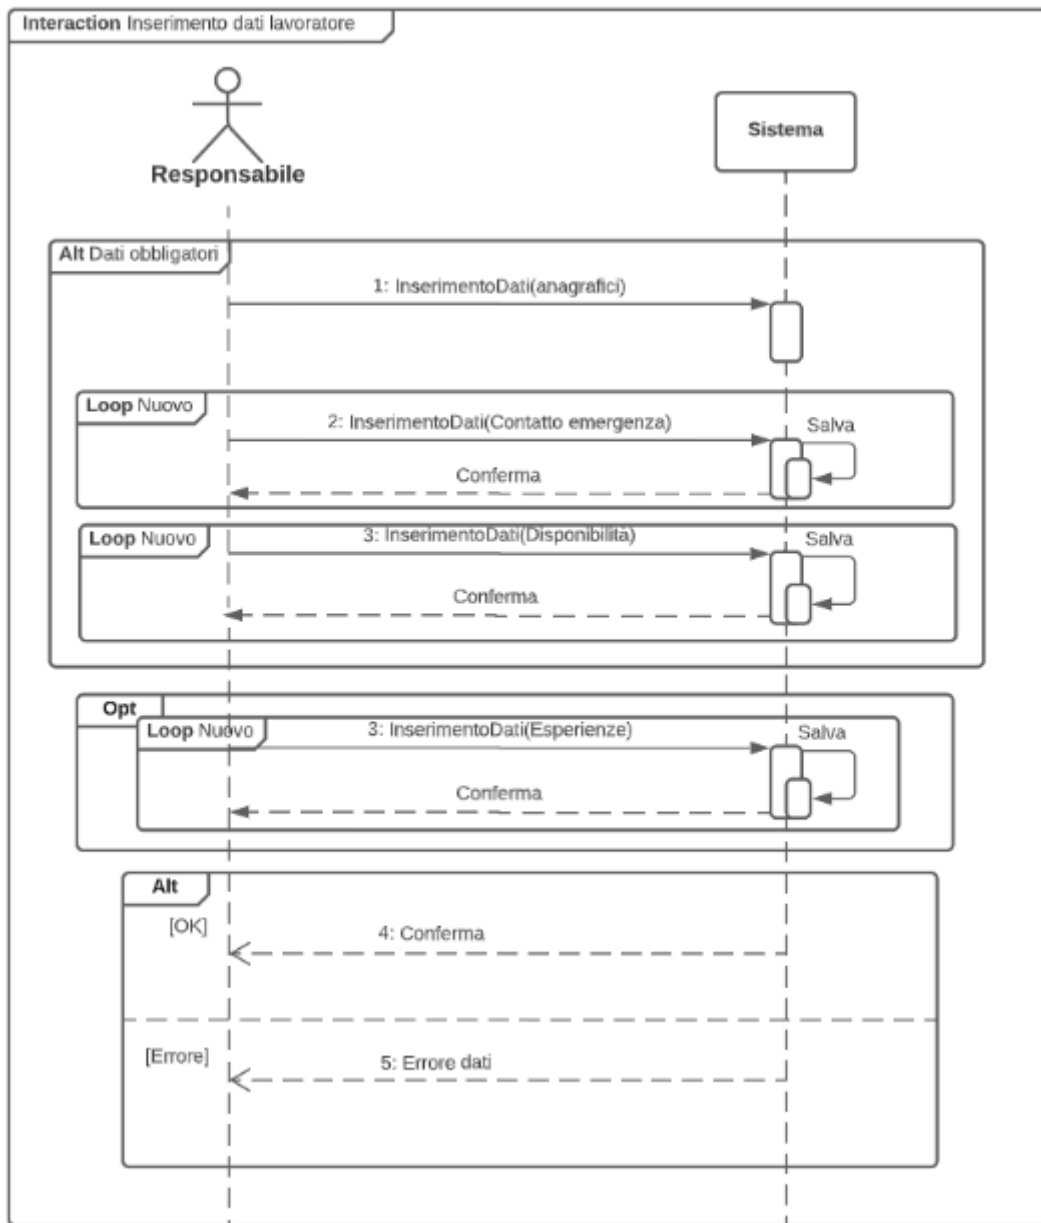 Interaction Inserimento dati lavoratore
Responsabile
Sistema
Alt Dati obbligatori
1: InserimentoDati(anagrafici)
Loop Nuovo
2: InserimentoDati(Contatto emergenza)
Salva
Conferma
Loop Nuovo
3: InserimentoDati(Disponibilità)
Salva
Conferma
Opt
Loop Nuovo
3: InserimentoDati(Esperienze)
Salva
Conferma
Alt
[OK]
4: Conferma
[Errore]
5: Errore dati